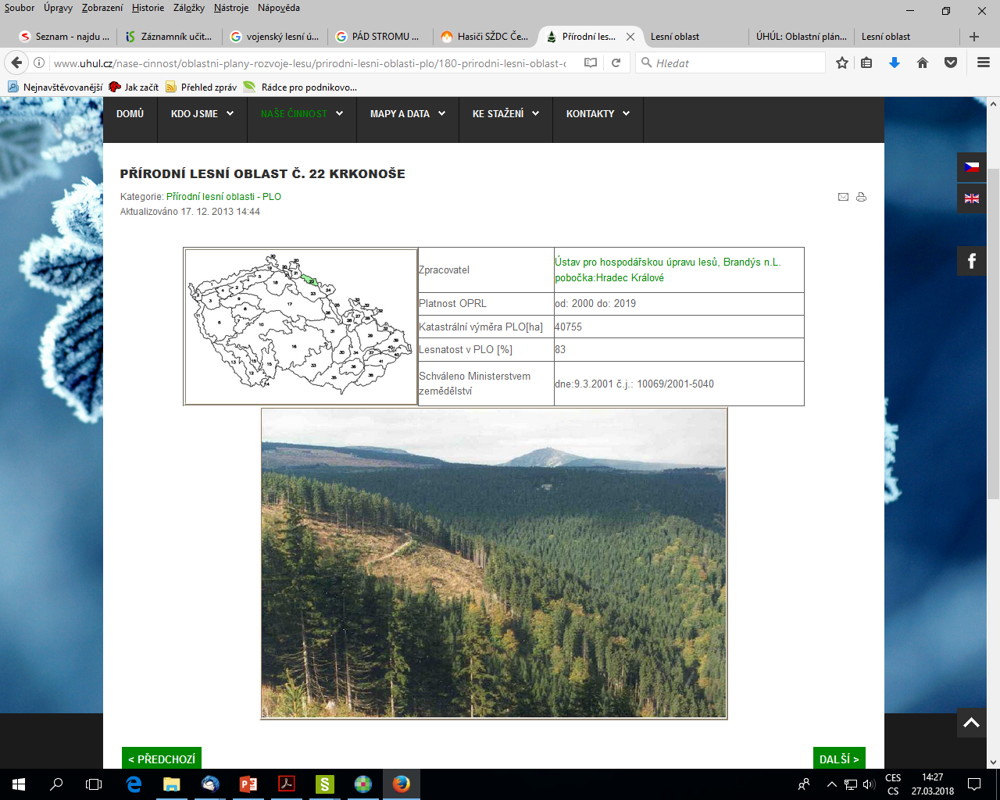 Soubor Úpravy Zobrazení Historie Záložky Nástroje Nápověda
Seznam - najdu ...
Záznamník učit...
vojenský lesní ú...
PÁD STROMU ...
Hasiči SŽDC Če...
Přírodní les...
Lesní oblast
ÚHÚL: Oblastní plán...
Lesní oblast
www.uhul.cz/nase-cinnost/oblastni-plany-rozvoje-lesu/prirodni-lesni-oblasti-plo/180-prirodni-lesni-oblast-c
Hledat
Nejnavštěvovanější Jak začít Přehled zpráv Rádce pro podnikovo...
DOMŮ KDO JSME NAŠE ČINNOST MAPY A DATA KE STAŽENÍ KONTAKTY
PŘÍRODNÍ LESNÍ OBLAST Č. 22 KRKONOŠE
Kategorie: Přírodní lesní oblasti - PLO
Aktualizováno 17. 12. 2013 14:44
Zpracovatel
Ústav pro hospodářskou úpravu lesů, Brandýs n.L.
pobočka:Hradec Králové
Platnost OPRL
od: 2000 do: 2019
Katastrální výměra PLO[ha]
40755
Lesnatost v PLO [%]
83
Schváleno Ministerstvem
zemědělství
dne:9.3.2001 č.j.: 10069/2001-5040
< PŘEDCHOZÍ
DALŠÍ >
CES
CS
14:27
27.03.2018